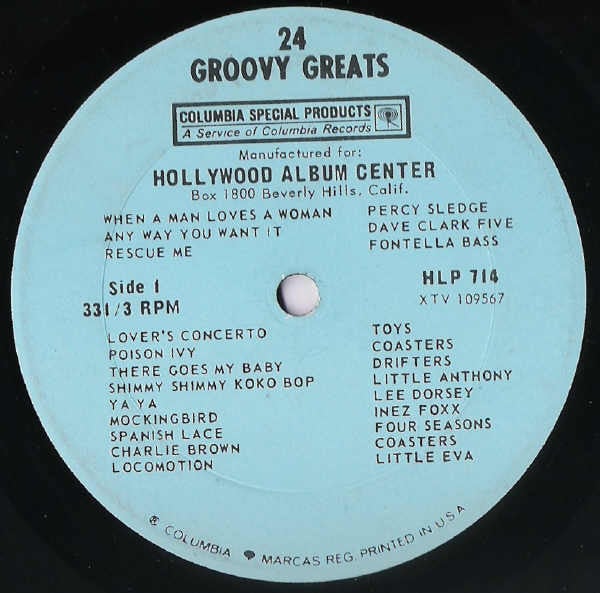 24
GROOVY GREATS
COLUMBIA SPECIAL PRODUCTS
A Service of Columbia Records
Manufactured for:
HOLLYWOOD ALBUM CENTER
Box 1800 Beverly Hills, Calif.
WHEN A MAN LOVES A WOMAN PERCY SLEDGE
ANY WAY YOU WANT IT DAVE CLARK FIVE
RESCUE ME FONTELLA BASS
Side 1 HLP 714
33 1/3 RPM XTV 109567
LOVER'S CONCERTO TOYS
POISON IVY COASTERS
THERE GOES MY BABY DRIFTERS
SHIMMY SHIMMY KOKO BOP LITTLE ANTHONY
YA YA LEE DORSEY
MOCKINGBIRD INEZ FOXX
SPANISH LACE FOUR SEASONS
CHARLIE BROWN COASTERS
LOCOMOTION LITTLE EVA
COLUMBIA MARCAS REG. PRINTED IN U.S.A